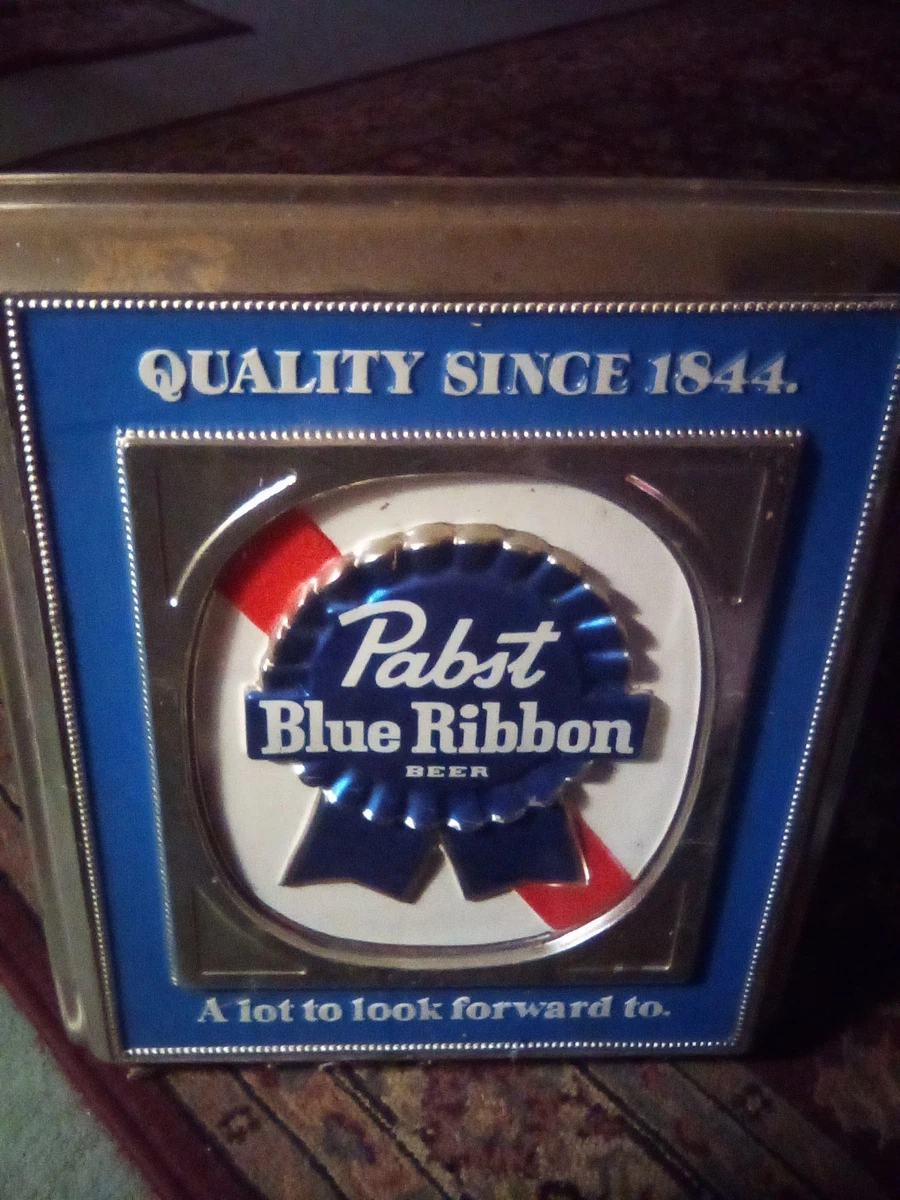 QUALITY SINCE 1844.
Pabst
Blue Ribbon
BEER
A lot to look forward to.